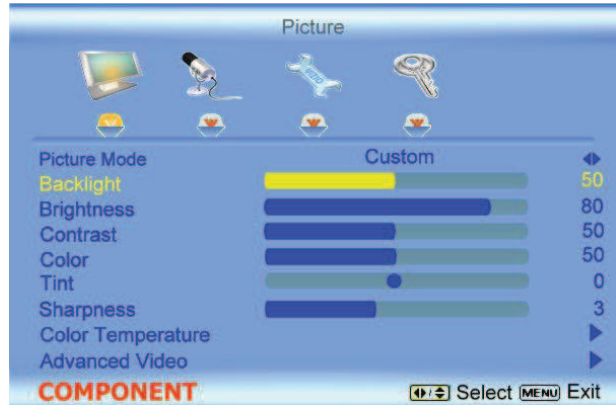 Picture
Picture Mode Custom
Backlight 50
Brightness 80
Contrast 50
Color 50
Tint 0
Sharpness 3
Color Temperature
Advanced Video
COMPONENT Select MENU Exit